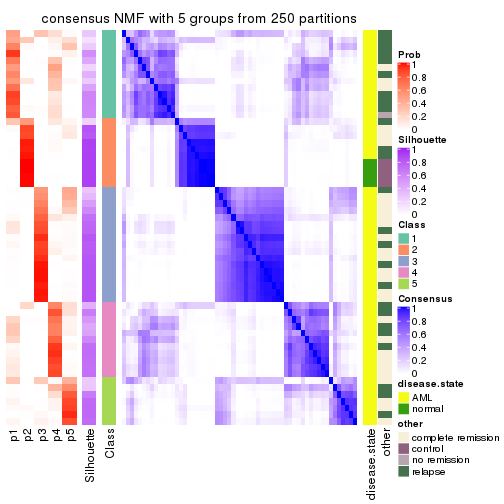 consensus NMF with 5 groups from 250 partitions
Prob
1
0.8
0.6
0.4
0.2
0
Silhouette
1
0.8
0.6
0.4
0.2
0
Class
1
2
3
4
5
Consensus
1
0.8
0.6
0.4
0.2
0
disease.state
AML
normal
other
complete remission
control
no remission
relapse
p1
p2
p3
p4
p5
Silhouette
Class
disease.state
other